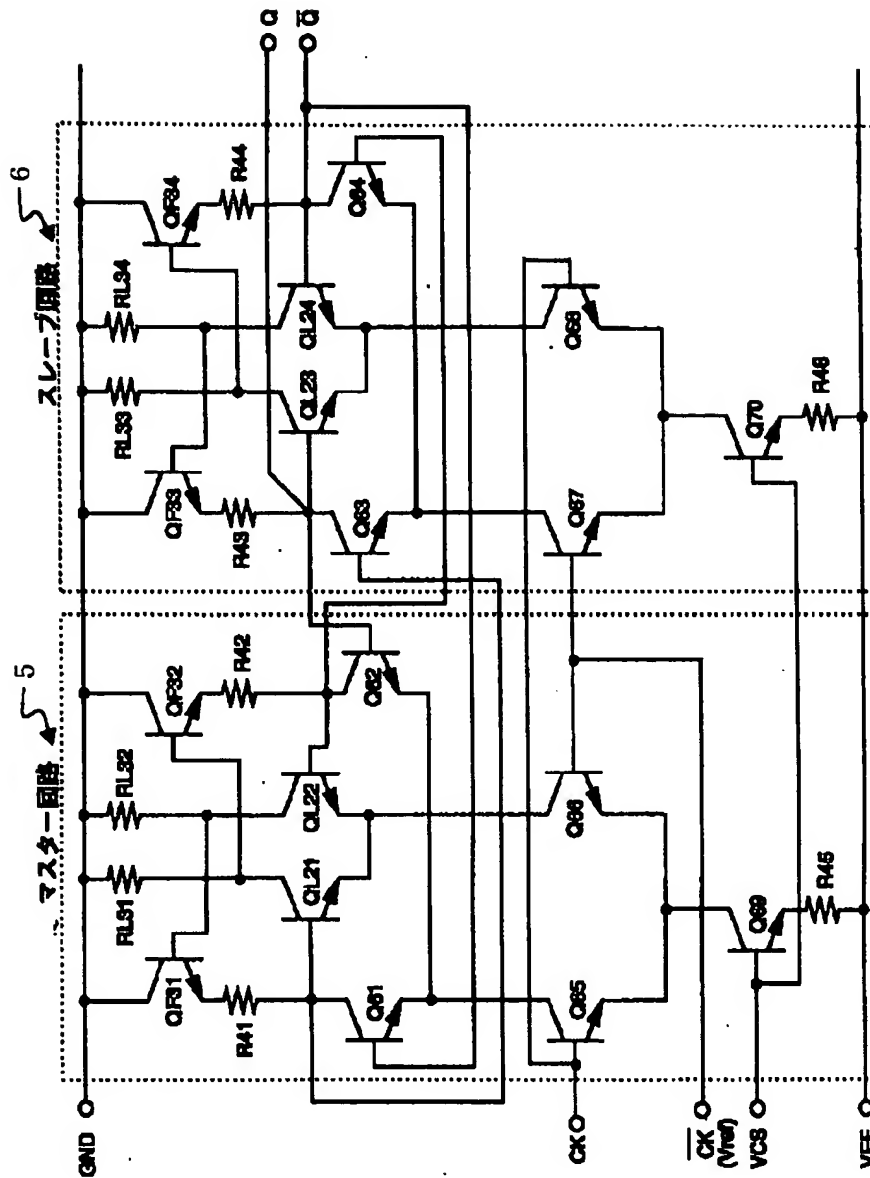 マスター回路
5
スレーブ回路
6
GND
RL31
RL32
RL33
RL34
QF31
QF32
QF33
QF34
R41
R42
R43
R44
Q
Q
QL21
QL22
QL23
QL24
Q61
Q62
Q63
Q64
Q65
Q66
Q67
Q68
CK
CK
(Vref)
VCS
Q69
Q70
R45
R46
VEE